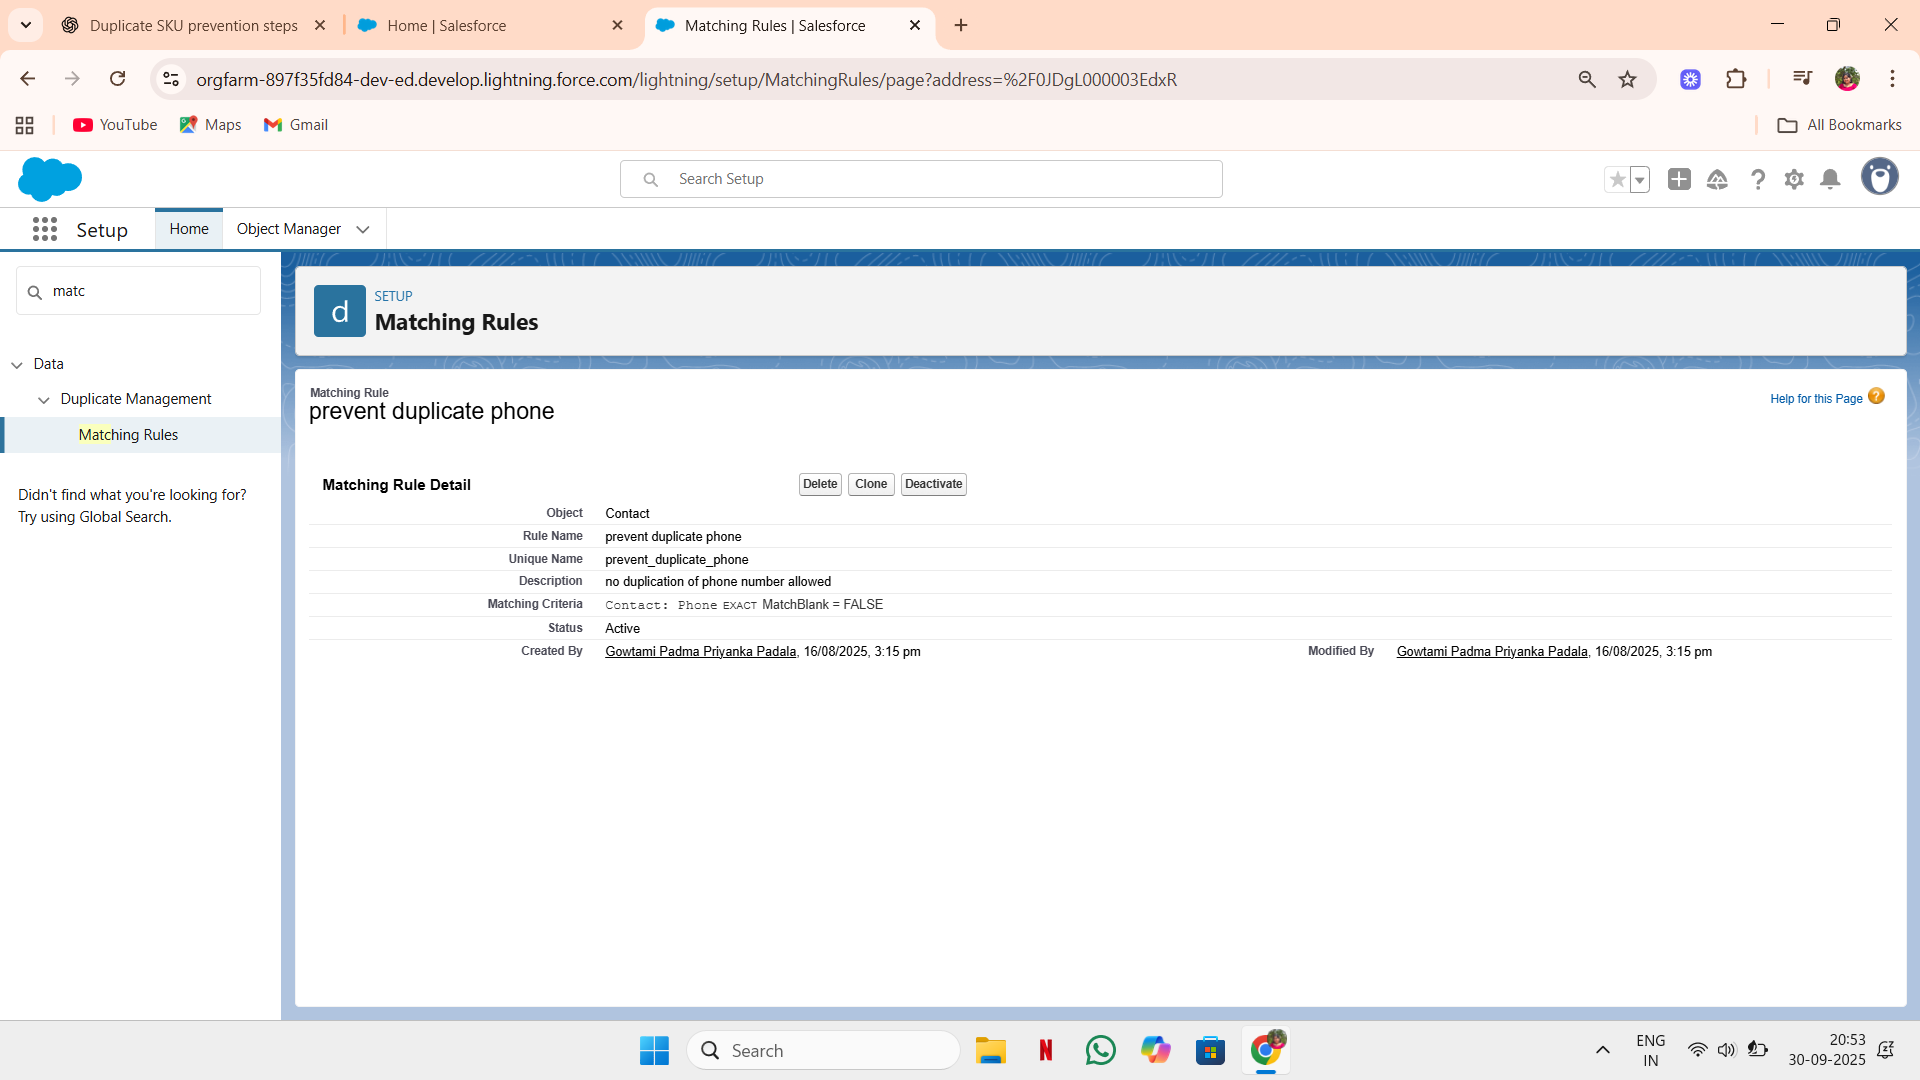 Duplicate SKU prevention steps
Home | Salesforce
Matching Rules | Salesforce
orgfarm-897f35fd84-dev-ed.develop.lightning.force.com/lightning/setup/MatchingRules/page?address=%2F0JDgL000003EdxR
YouTube
Maps
Gmail
All Bookmarks
Search Setup
Setup
Home
Object Manager
matc
Data
Duplicate Management
Matching Rules
Didn't find what you're looking for?
Try using Global Search.
d
SETUP
Matching Rules
Matching Rule
prevent duplicate phone
Help for this Page ?
Matching Rule Detail
Delete
Clone
Deactivate
Object Contact
Rule Name prevent duplicate phone
Unique Name prevent_duplicate_phone
Description no duplication of phone number allowed
Matching Criteria Contact: Phone EXACT MatchBlank = FALSE
Status Active
Created By Gowtami Padma Priyanka Padala, 16/08/2025, 3:15 pm
Modified By Gowtami Padma Priyanka Padala, 16/08/2025, 3:15 pm
Search
N
ENG
IN
20:53
30-09-2025